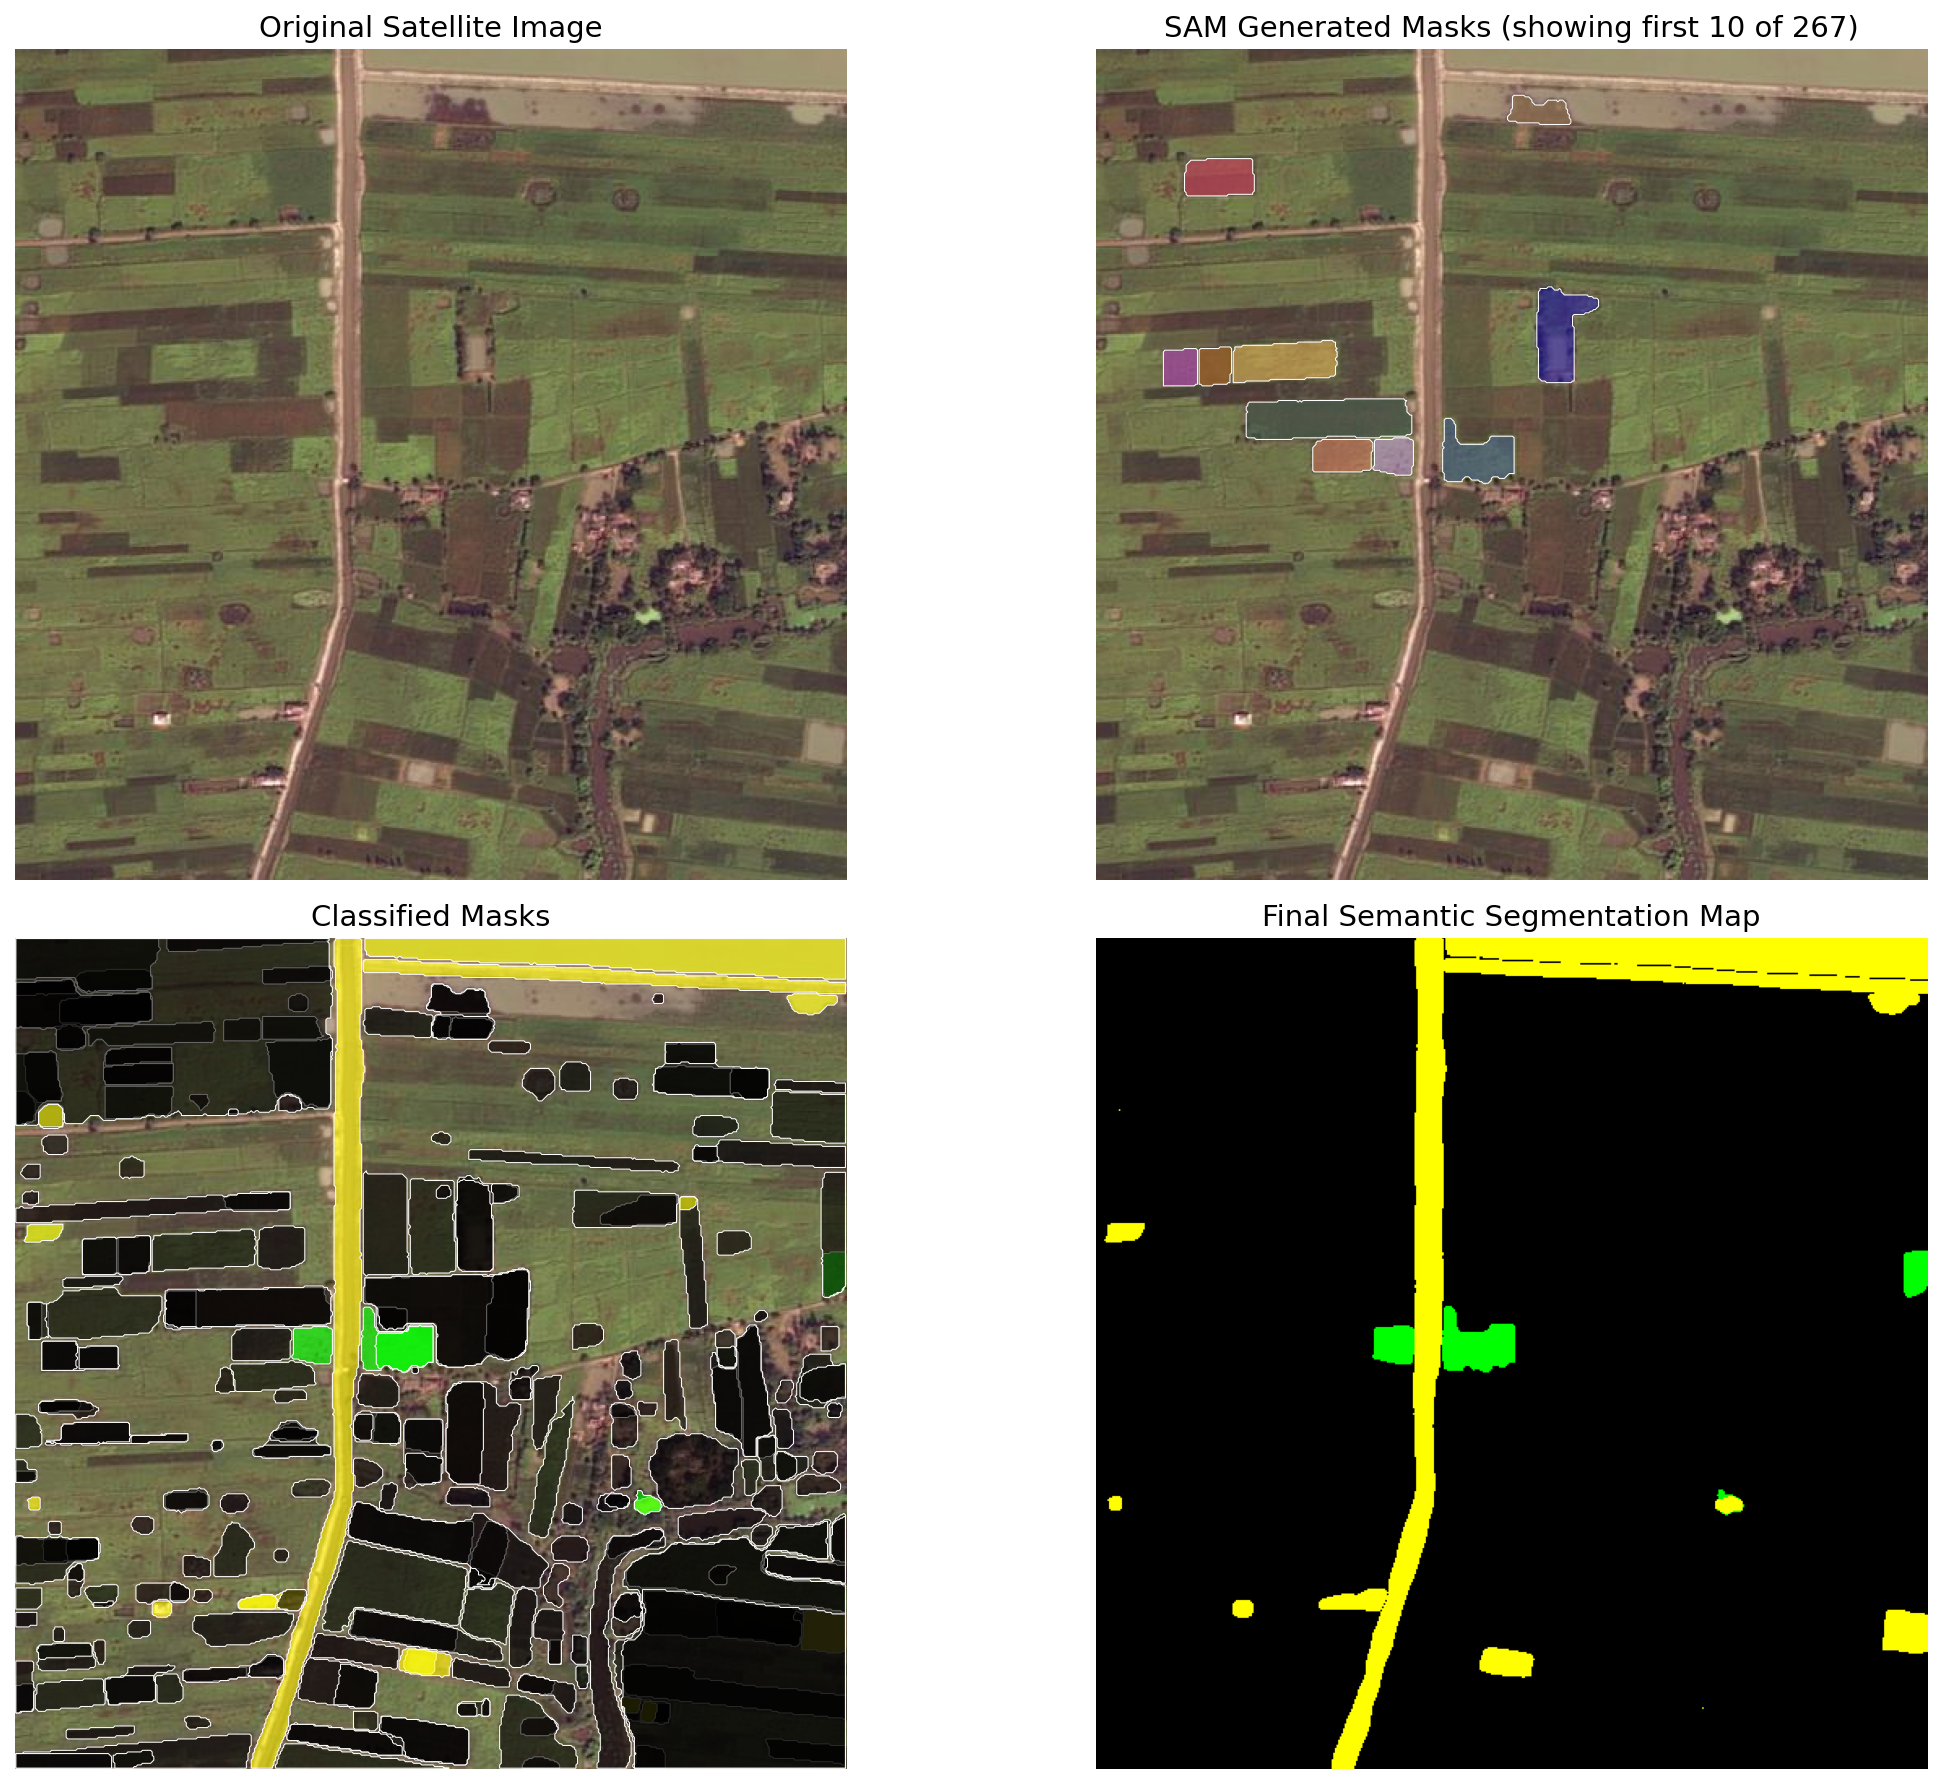 Original Satellite Image
SAM Generated Masks (showing first 10 of 267)
Classified Masks
Final Semantic Segmentation Map